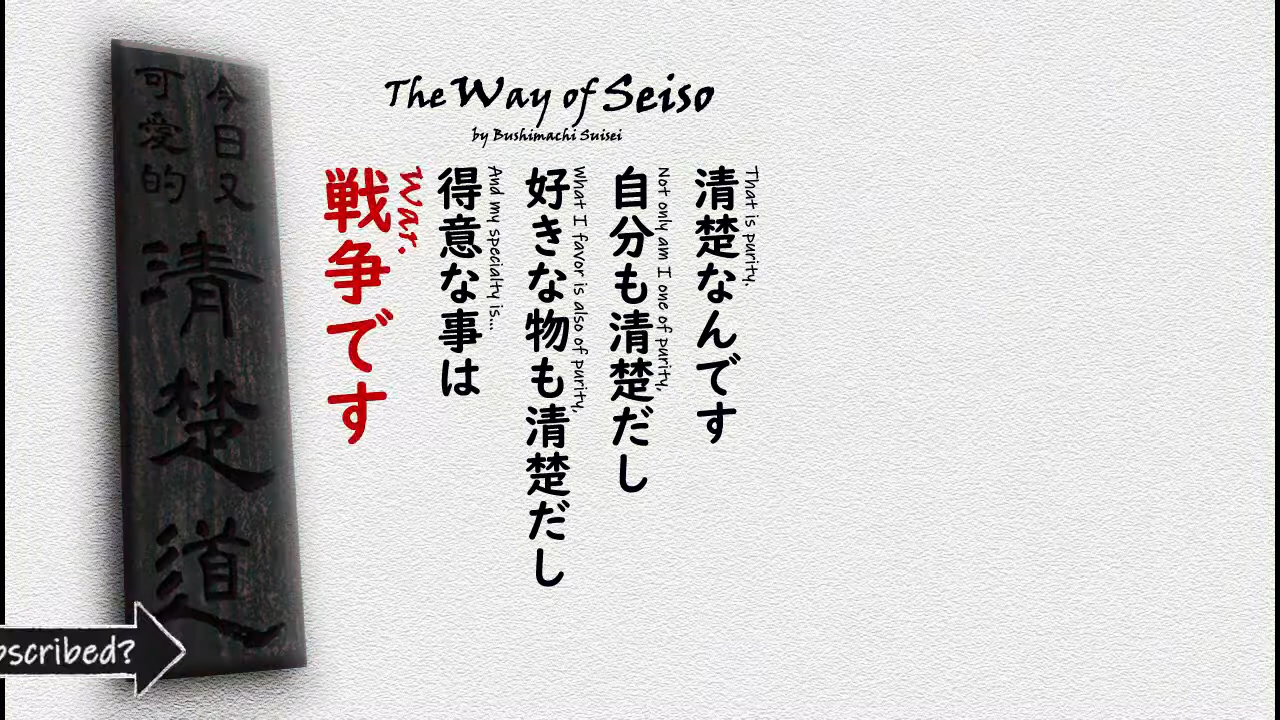 The Way of Seiso
by Bushimachi Suisei
That is purity.
清楚なんです
Not only am I one of purity,
自分も清楚だし
What I favor is also of purity,
好きな物も清楚だし
And my specialty is...
得意な事は
War.
戦争です
今日又
可愛的
清楚道
bscribed?